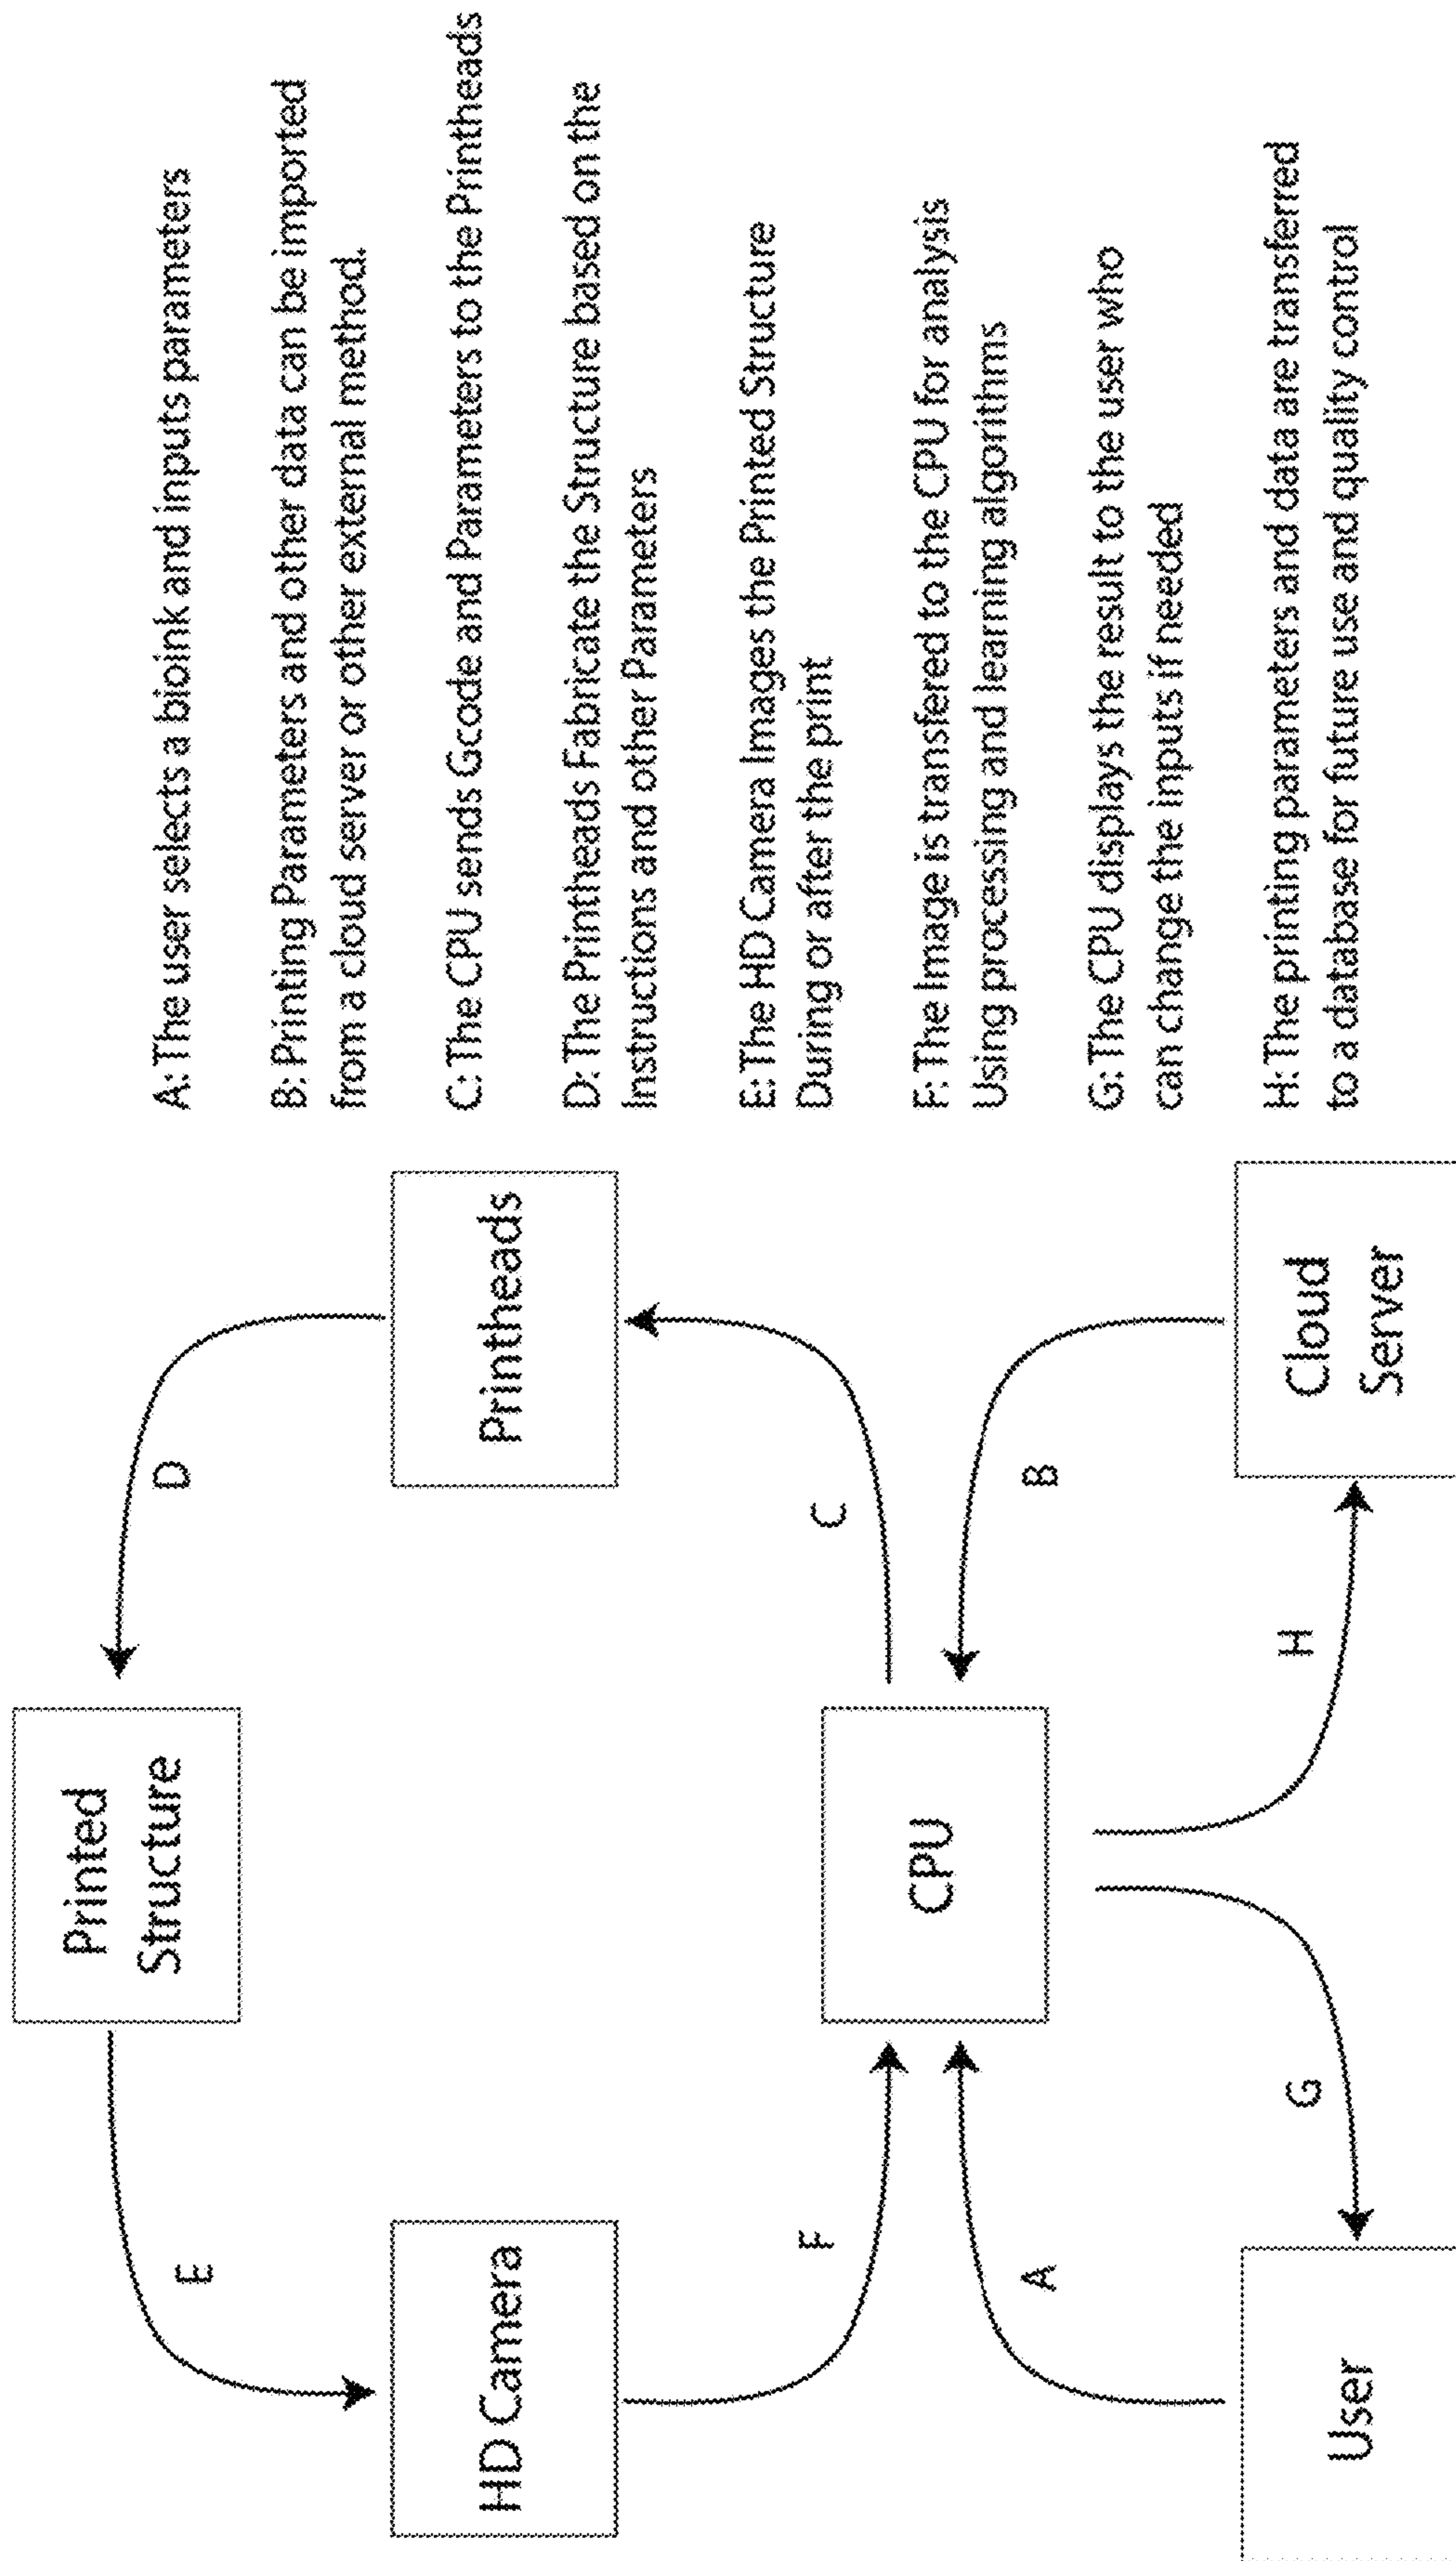 Printed
Structure
E
D
HD Camera
Printheads
F
C
CPU
A
B
G
H
User
Cloud
Server
A: The user selects a bioink and inputs parameters
B: Printing Parameters and other data can be imported
from a cloud server or other external method.
C: The CPU sends Gcode and Parameters to the Printheads
D: The Printheads Fabricate the Structure based on the
Instructions and other Parameters
E: The HD Camera Images the Printed Structure
During or after the print
F: The Image is transfered to the CPU for analysis
Using processing and learning algorithms
G: The CPU displays the result to the user who
can change the inputs if needed
H: The printing parameters and data are transferred
to a database for future use and quality control